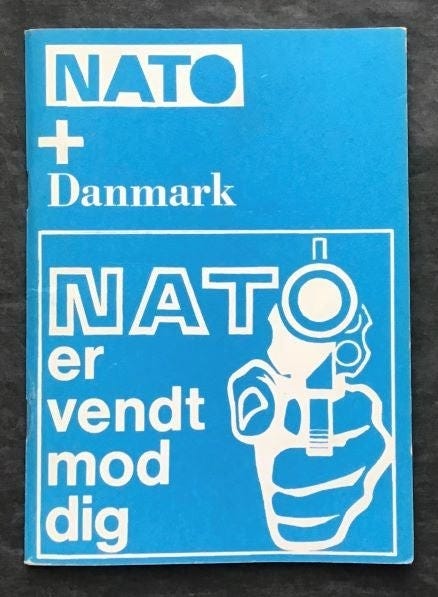 NATO
+
Danmark
NATO
er
vendt
mod
dig